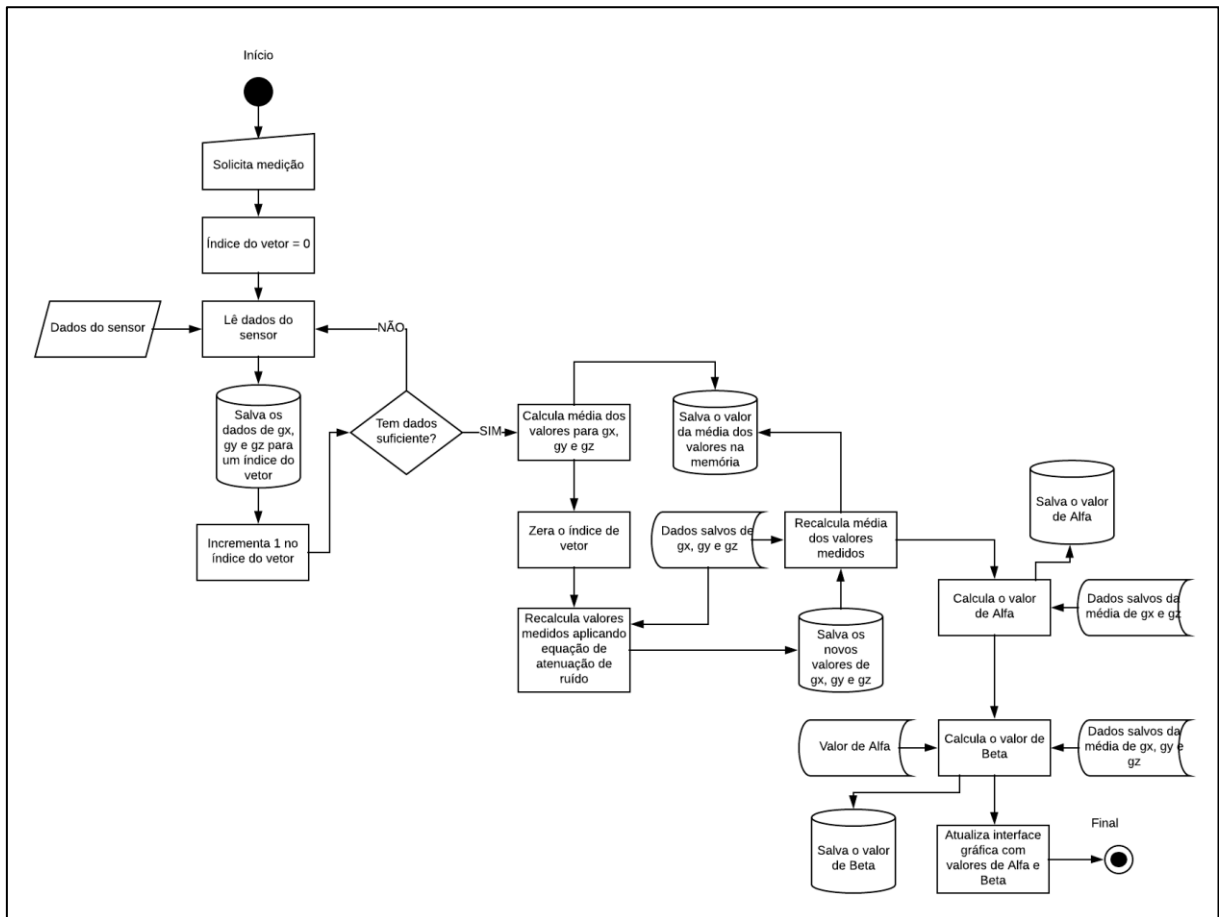 Início
Solicita medição
Índice do vetor = 0
Dados do sensor
Lê dados do
sensor
NÃO
Salva os
dados de gx,
gy e gz para
um índice do
vetor
Tem dados
suficiente?
SIM
Incrementa 1 no
índice do vetor
Calcula média dos
valores para gx,
gy e gz
Salva o valor
da média dos
valores na
memória
Zera o índice de
vetor
Dados salvos de
gx, gy e gz
Recalcula média
dos valores
medidos
Recalcula valores
medidos aplicando
equação de
atenuação de
ruído
Salva os
novos
valores de
gx, gy e gz
Salva o valor
de Alfa
Calcula o valor
de Alfa
Dados salvos da
média de gx e gz
Valor de Alfa
Calcula o valor de
Beta
Dados salvos da
média de gx, gy e
gz
Salva o valor
de Beta
Atualiza interface
gráfica com
valores de Alfa e
Beta
Final